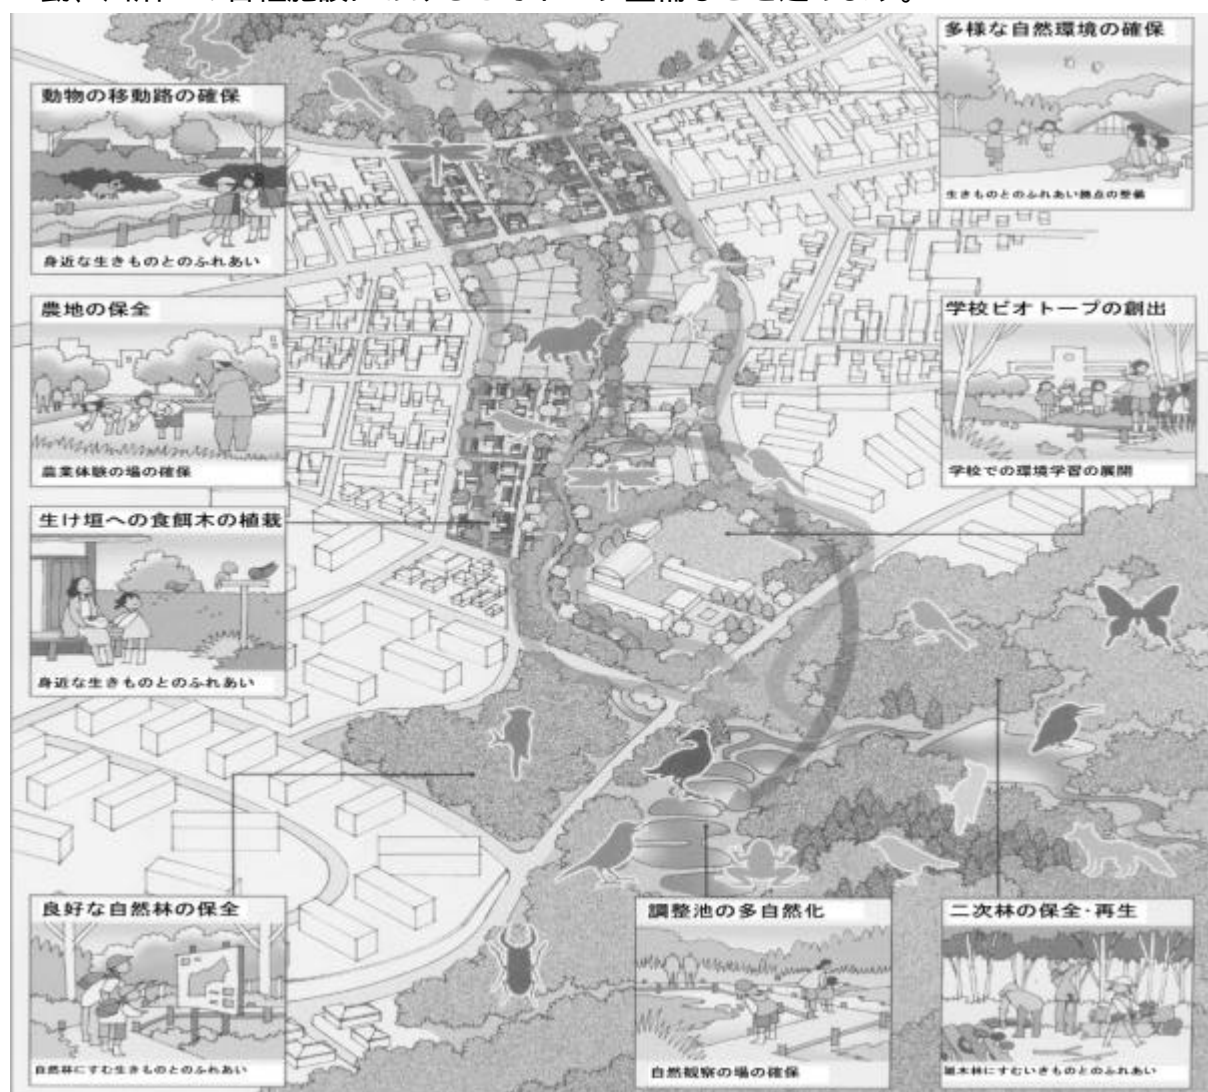 多様な自然環境の確保
生きものとのふれあい拠点の整備
動物の移動路の確保
身近な生きものとのふれあい
農地の保全
農業体験の場の確保
学校ビオトープの創出
学校での環境学習の展開
生け垣への食餌木の植栽
身近な生きものとのふれあい
良好な自然林の保全
自然林にすむ生きものとのふれあい
調整池の多自然化
自然観察の場の確保
二次林の保全・再生
雑木林にすむいきものとのふれあい